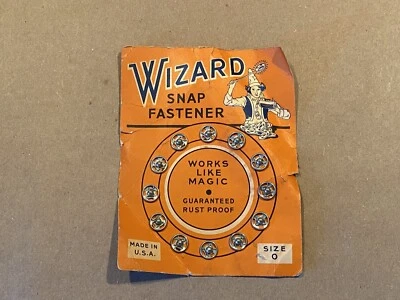 WIZARD
SNAP
FASTENER
WORKS
LIKE
MAGIC
• GUARANTEED
RUST PROOF
MADE IN
U.S.A.
SIZE
0